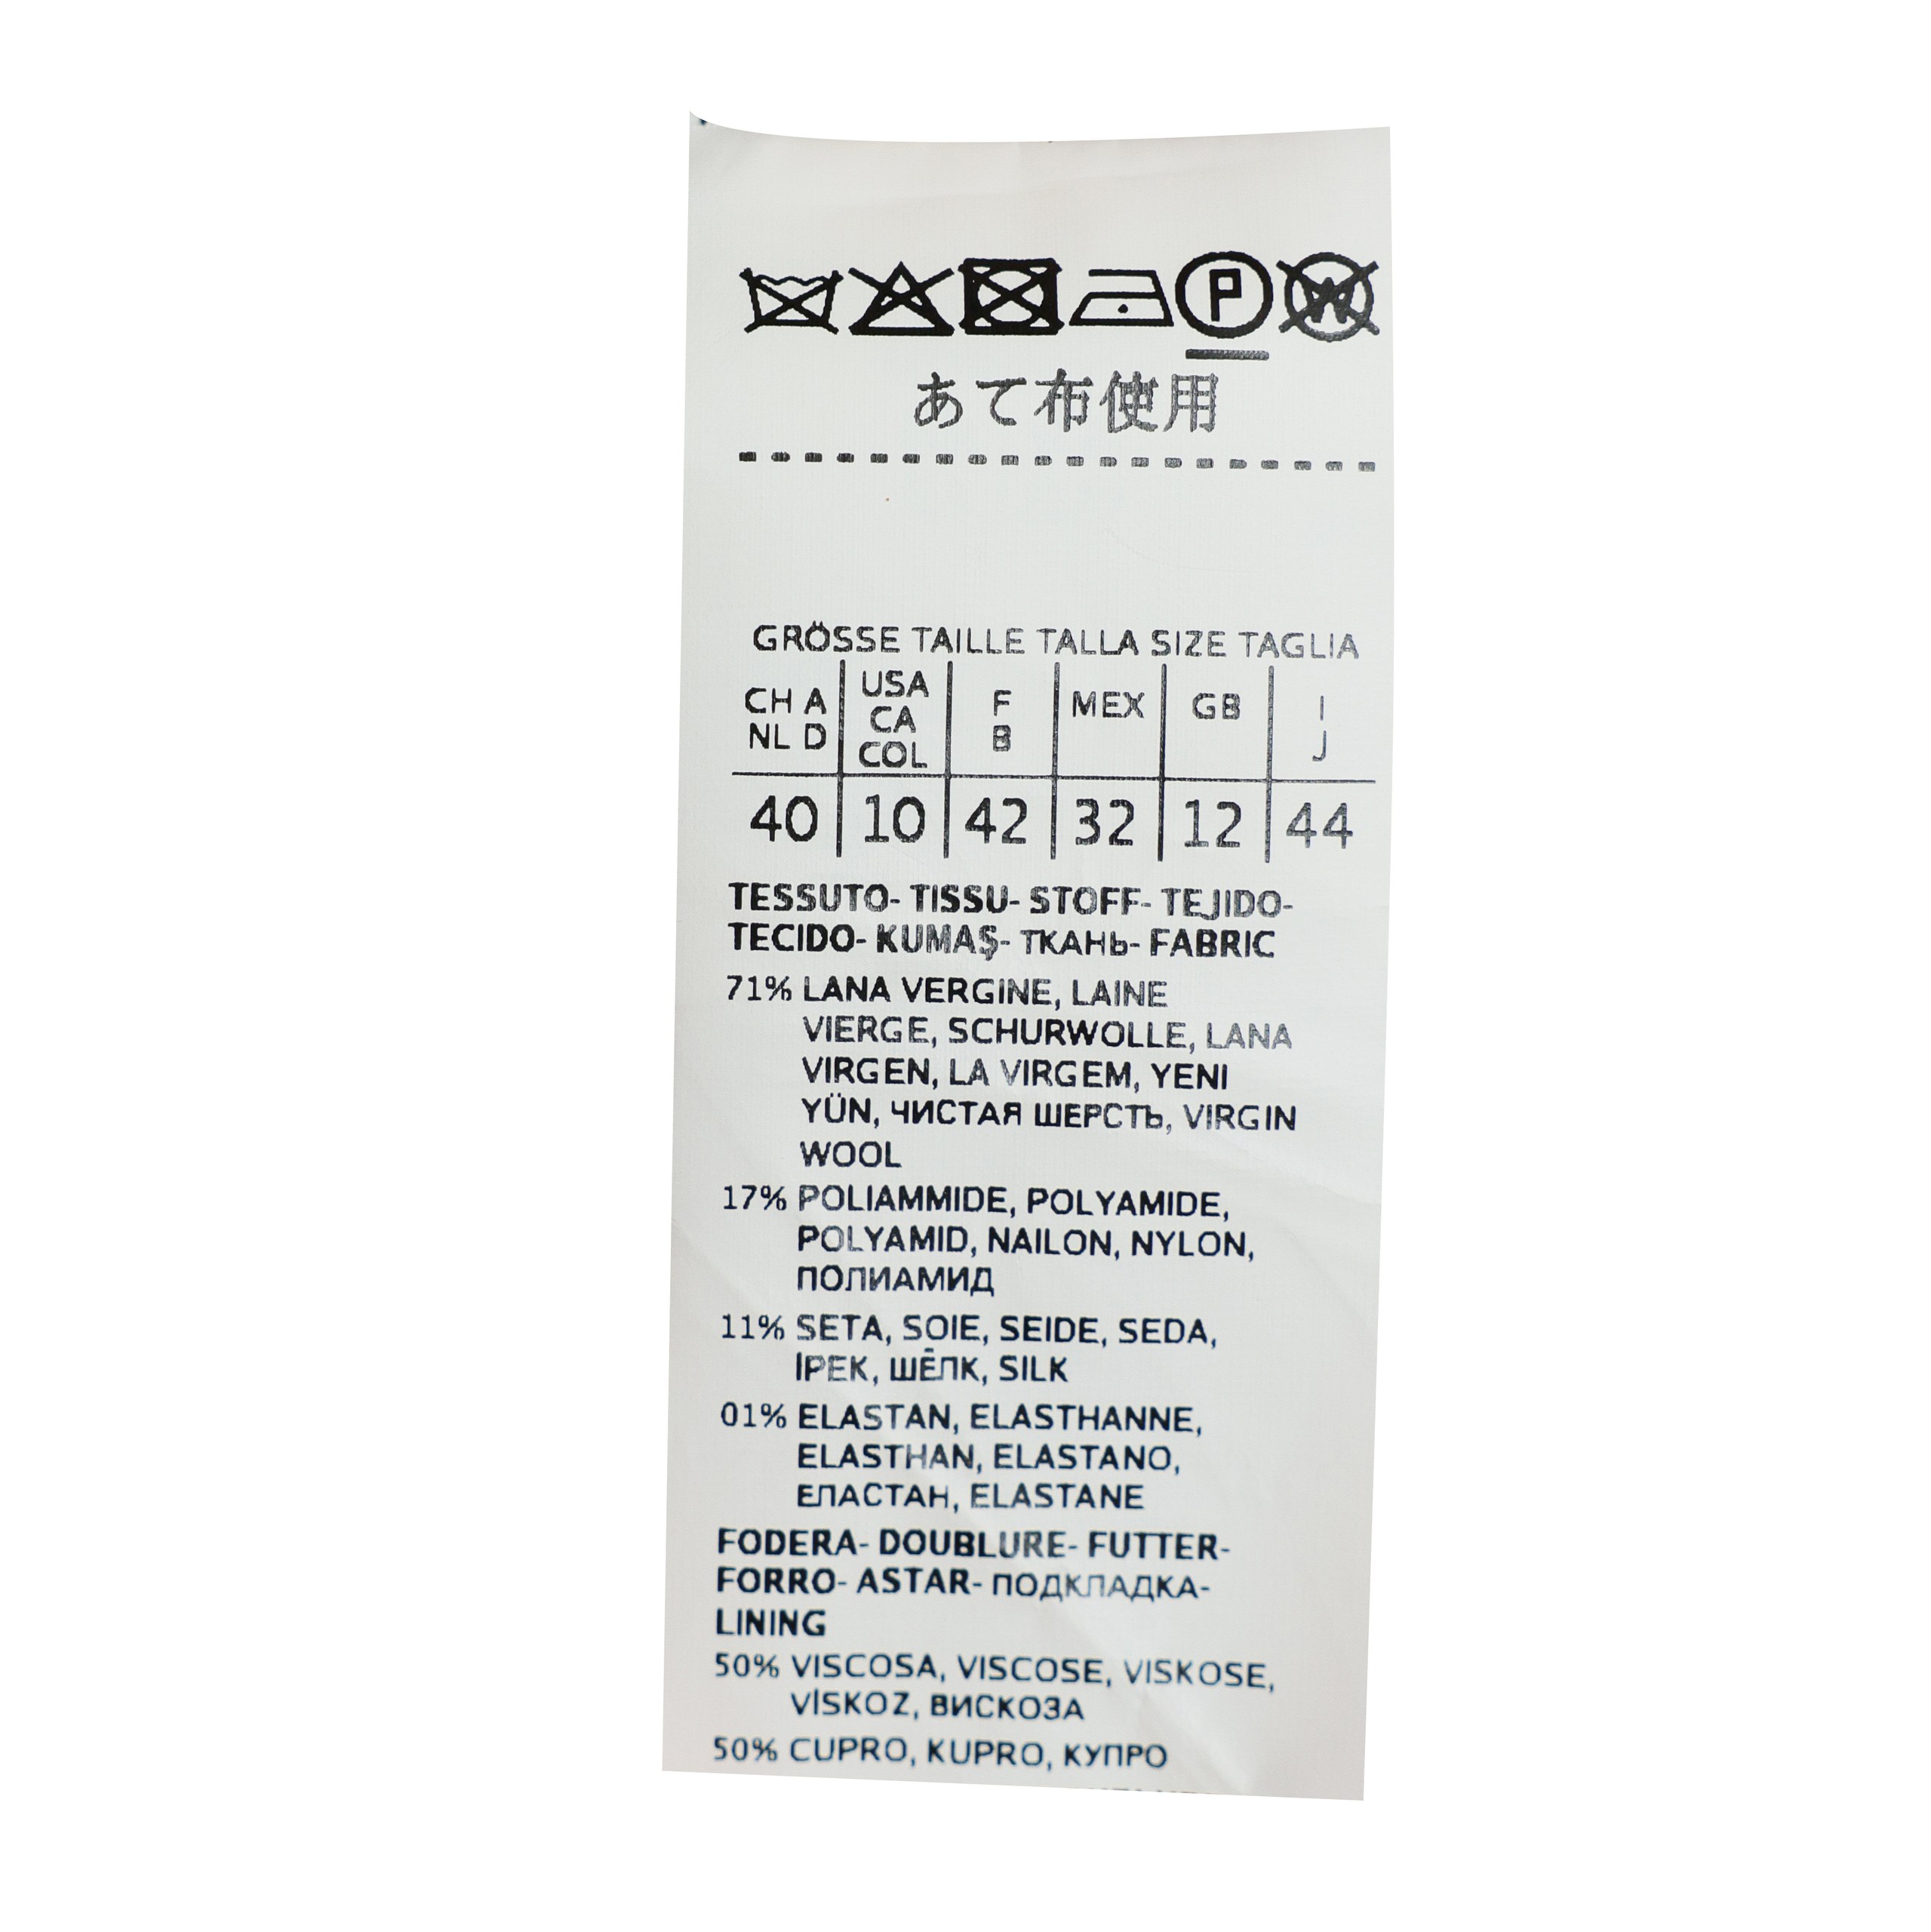 P W
あて布使用
GRÖSSE TAILLE TALLA SIZE TAGLIA
CH A NL D | USA CA COL | F B | MEX | GB | I J
40 | 10 | 42 | 32 | 12 | 44
TESSUTO- TISSU- STOFF- TEJIDO-
TECIDO- KUMAŞ- ТКАНЬ- FABRIC
71% LANA VERGINE, LAINE
VIERGE, SCHURWOLLE, LANA
VIRGEN, LA VIRGEM, YENI
YÜN, ЧИСТАЯ ШЕРСТЬ, VIRGIN
WOOL
17% POLIAMMIDE, POLYAMIDE,
POLYAMID, NAILON, NYLON,
ПОЛИАМИД
11% SETA, SOIE, SEIDE, SEDA,
İPEK, ШЁЛК, SILK
01% ELASTAN, ELASTHANNE,
ELASTHAN, ELASTANO,
ЕЛАСТАН, ELASTANE
FODERA- DOUBLURE- FUTTER-
FORRO- ASTAR- ПОДКЛАДКА-
LINING
50% VISCOSA, VISCOSE, VISKOSE,
VİSKOZ, ВИСКОЗА
50% CUPRO, KUPRO, КУПРО